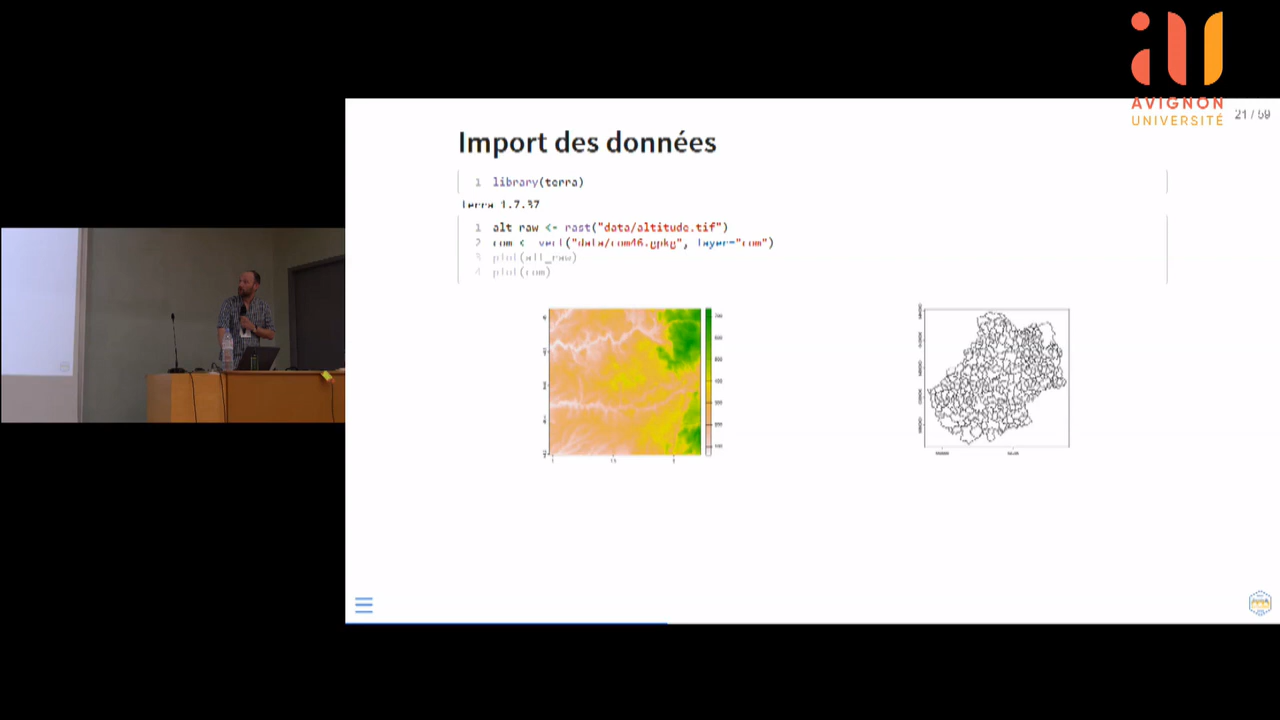 AVIGNON
UNIVERSITÉ
21 / 59
Import des données
1 library(terra)
terra 1.7.37
1 alt_raw <- rast("data/altitude.tif")
2 com <- vect("data/com46.gpkg", layer="com")
3 plot(alt_raw)
4 plot(com)